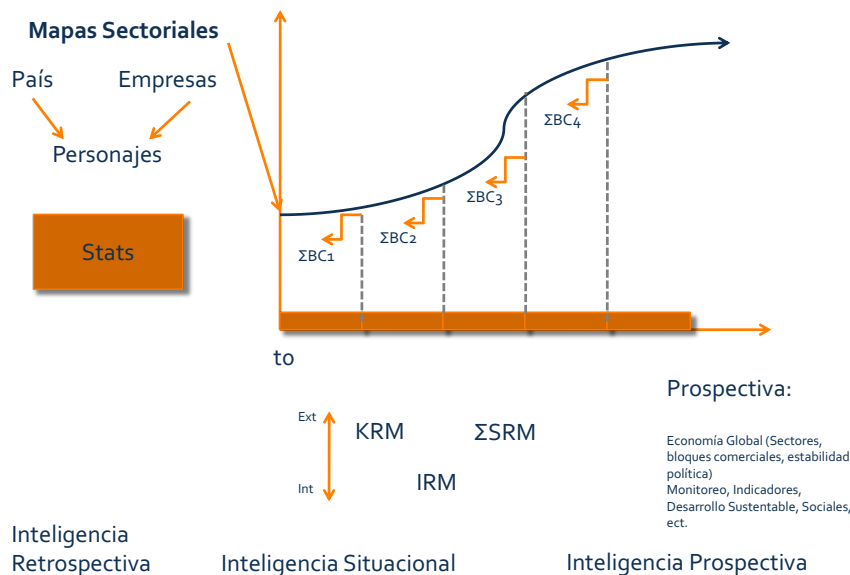 Mapas Sectoriales
País
Empresas
Personajes
Stats
ΣBC1
ΣBC2
ΣBC3
ΣBC4
to
Ext
Int
KRM
ΣSRM
IRM
Prospectiva:
Economía Global (Sectores,
bloques comerciales, estabilidad
política)
Monitoreo, Indicadores,
Desarrollo Sustentable, Sociales,
ect.
Inteligencia
Retrospectiva
Inteligencia Situacional
Inteligencia Prospectiva